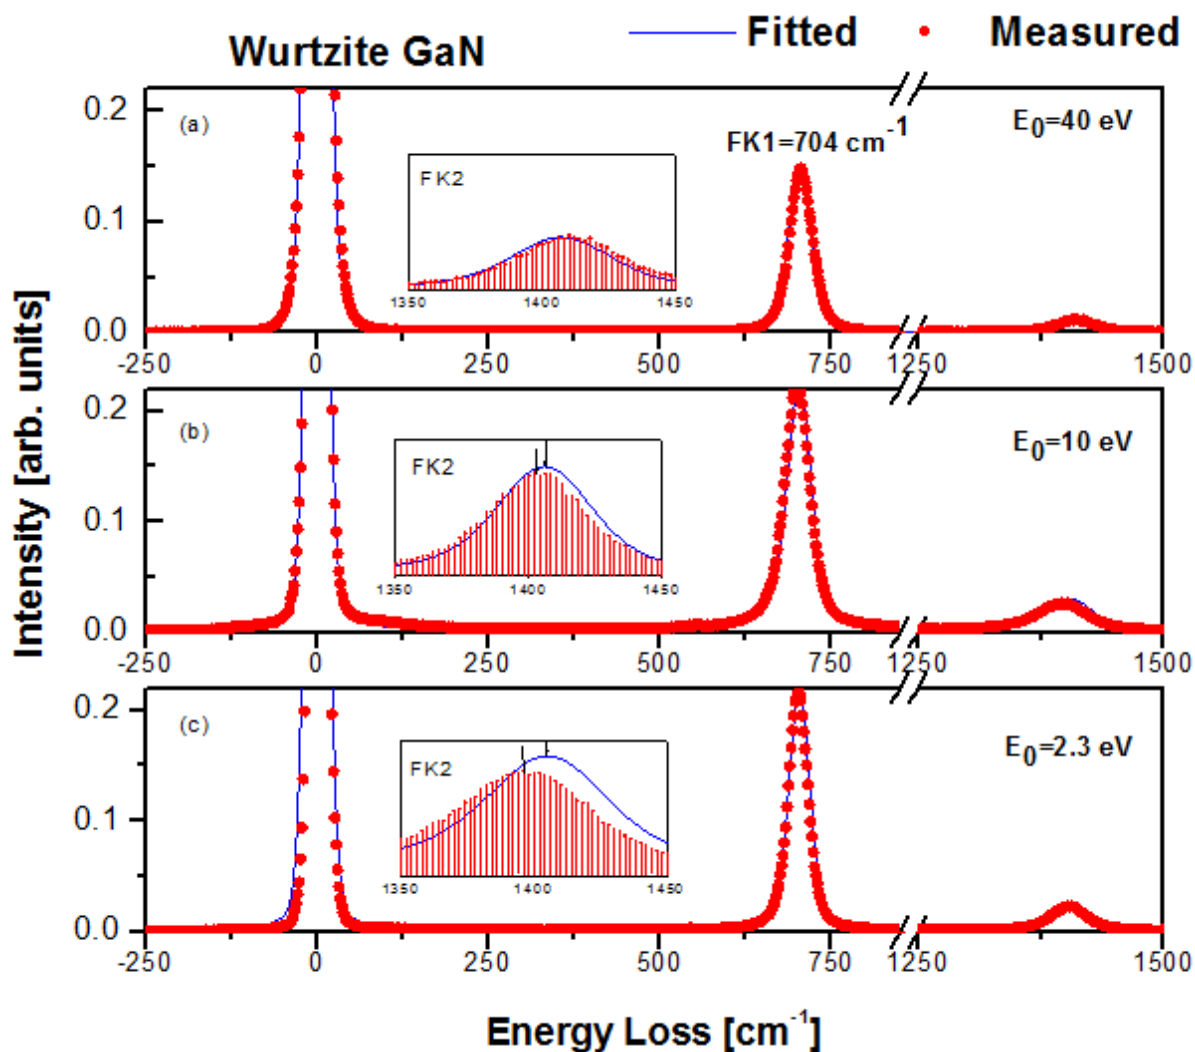 Wurtzite GaN
Fitted
Measured
Intensity [arb. units]
(a)
FK1=704 cm⁻¹
E₀=40 eV
0.2
0.1
0.0
FK2
1350 1400 1450
-250 0 250 500 750 1250 1500
(b)
E₀=10 eV
0.2
0.1
0.0
FK2
1350 1400 1450
-250 0 250 500 750 1250 1500
(c)
E₀=2.3 eV
0.2
0.1
0.0
FK2
1350 1400 1450
-250 0 250 500 750 1250 1500
Energy Loss [cm⁻¹]